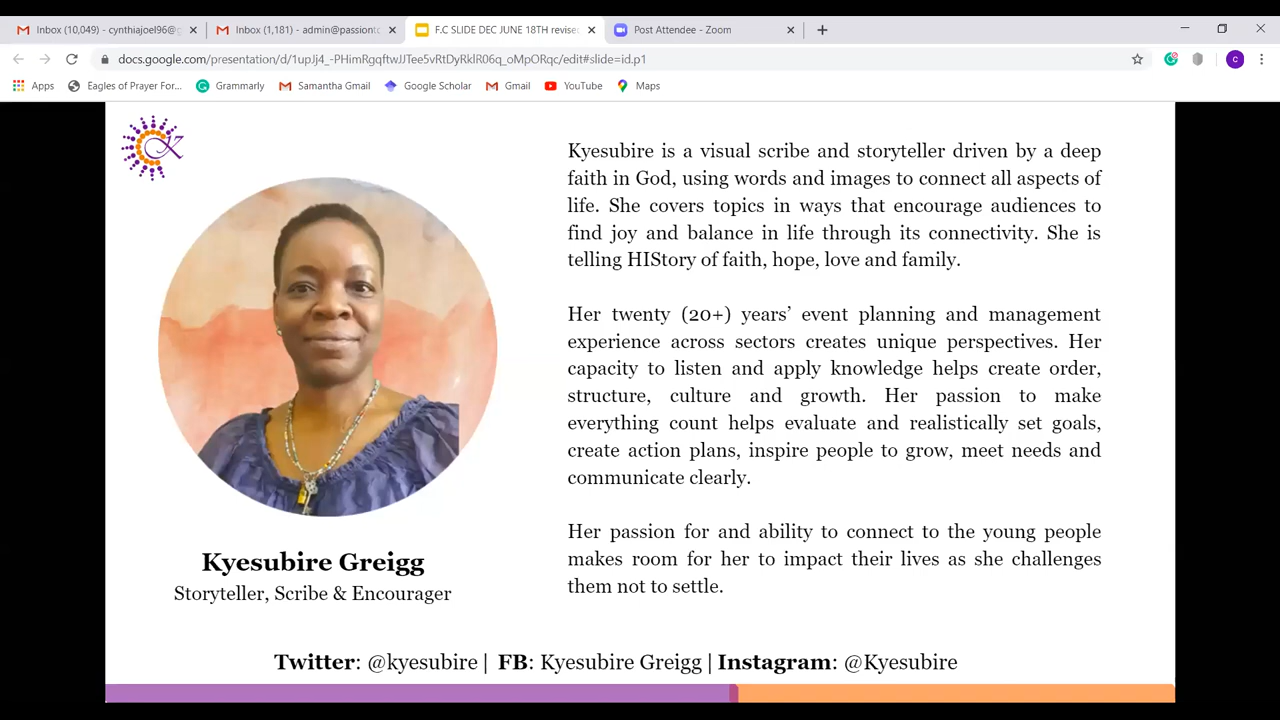 Inbox (10,049) - cynthiajoel96@g
Inbox (1,181) - admin@passionto
F.C SLIDE DEC JUNE 18TH revised
Post Attendee - Zoom
docs.google.com/presentation/d/1upJj4_-PHimRgqftwJJTee5vRtDyRklR06q_oMpORqc/edit#slide=id.p1
c
Apps
Eagles of Prayer For...
Grammarly
Samantha Gmail
Google Scholar
Gmail
YouTube
Maps
CK
Kyesubire is a visual scribe and storyteller driven by a deep
faith in God, using words and images to connect all aspects of
life. She covers topics in ways that encourage audiences to
find joy and balance in life through its connectivity. She is
telling HIStory of faith, hope, love and family.
Her twenty (20+) years’ event planning and management
experience across sectors creates unique perspectives. Her
capacity to listen and apply knowledge helps create order,
structure, culture and growth. Her passion to make
everything count helps evaluate and realistically set goals,
create action plans, inspire people to grow, meet needs and
communicate clearly.
Her passion for and ability to connect to the young people
makes room for her to impact their lives as she challenges
them not to settle.
Kyesubire Greigg
Storyteller, Scribe & Encourager
Twitter: @kyesubire | FB: Kyesubire Greigg | Instagram: @Kyesubire